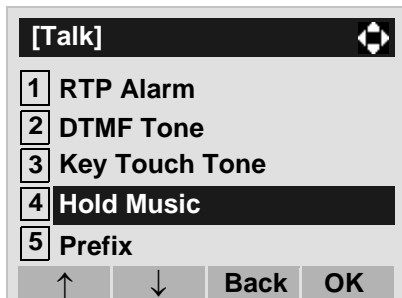 [Talk]
1 RTP Alarm
2 DTMF Tone
3 Key Touch Tone
4 Hold Music
5 Prefix
↑ ↓ Back OK